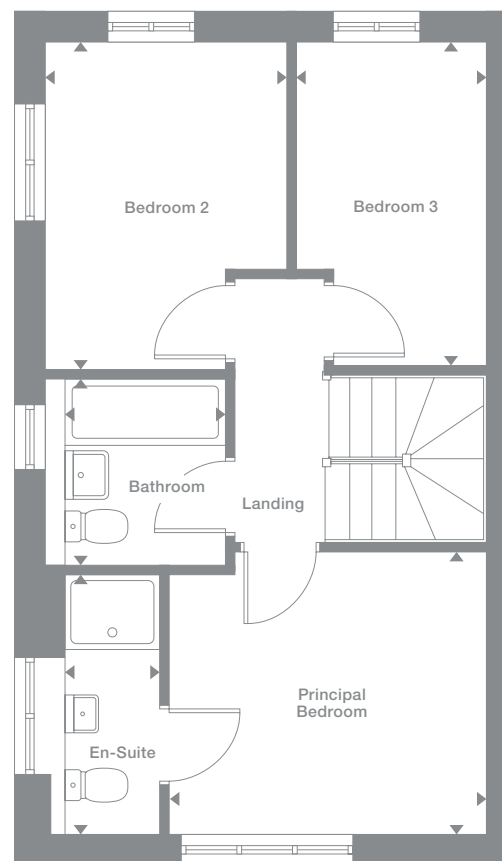 Bedroom 2
Bedroom 3
Bathroom
Landing
Principal
Bedroom
En-Suite